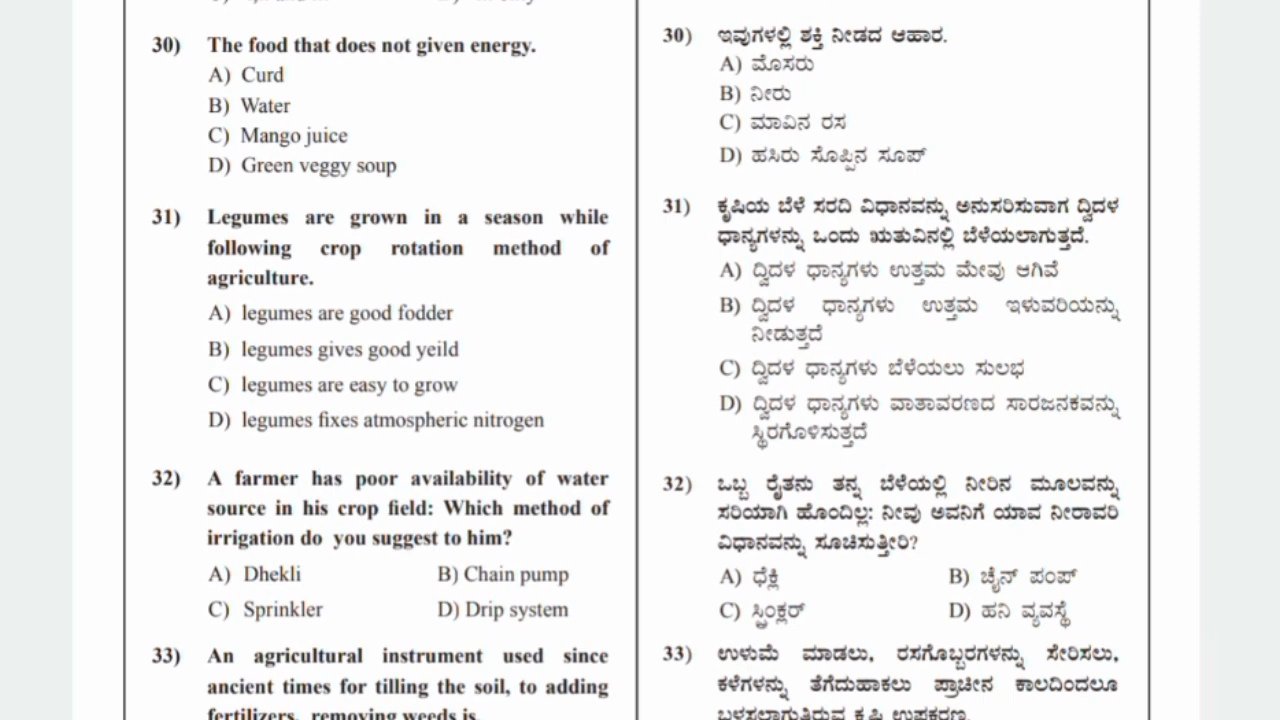 30) The food that does not given energy.
A) Curd
B) Water
C) Mango juice
D) Green veggy soup
31) Legumes are grown in a season while
following crop rotation method of
agriculture.
A) legumes are good fodder
B) legumes gives good yeild
C) legumes are easy to grow
D) legumes fixes atmospheric nitrogen
32) A farmer has poor availability of water
source in his crop field: Which method of
irrigation do you suggest to him?
A) Dhekli B) Chain pump
C) Sprinkler D) Drip system
33) An agricultural instrument used since
ancient times for tilling the soil, to adding
fertilizers, removing weeds is.
30) ಇವುಗಳಲ್ಲಿ ಶಕ್ತಿ ನೀಡದ ಆಹಾರ.
A) ಮೊಸರು
B) ನೀರು
C) ಮಾವಿನ ರಸ
D) ಹಸಿರು ಸೊಪ್ಪಿನ ಸೂಪ್
31) ಕೃಷಿಯ ಬೆಳೆ ಸರದಿ ವಿಧಾನವನ್ನು ಅನುಸರಿಸುವಾಗ ದ್ವಿದಳ
ಧಾನ್ಯಗಳನ್ನು ಒಂದು ಋತುವಿನಲ್ಲಿ ಬೆಳೆಯಲಾಗುತ್ತದೆ.
A) ದ್ವಿದಳ ಧಾನ್ಯಗಳು ಉತ್ತಮ ಮೇವು ಆಗಿವೆ
B) ದ್ವಿದಳ ಧಾನ್ಯಗಳು ಉತ್ತಮ ಇಳುವರಿಯನ್ನು
ನೀಡುತ್ತದೆ
C) ದ್ವಿದಳ ಧಾನ್ಯಗಳು ಬೆಳೆಯಲು ಸುಲಭ
D) ದ್ವಿದಳ ಧಾನ್ಯಗಳು ವಾತಾವರಣದ ಸಾರಜನಕವನ್ನು
ಸ್ಥಿರಗೊಳಿಸುತ್ತದೆ
32) ಒಬ್ಬ ರೈತನು ತನ್ನ ಬೆಳೆಯಲ್ಲಿ ನೀರಿನ ಮೂಲವನ್ನು
ಸರಿಯಾಗಿ ಹೊಂದಿಲ್ಲ: ನೀವು ಅವನಿಗೆ ಯಾವ ನೀರಾವರಿ
ವಿಧಾನವನ್ನು ಸೂಚಿಸುತ್ತೀರಿ?
A) ಧೆಕ್ಲಿ B) ಚೈನ್ ಪಂಪ್
C) ಸ್ಪ್ರಿಂಕ್ಲರ್ D) ಹನಿ ವ್ಯವಸ್ಥೆ
33) ಉಳುಮೆ ಮಾಡಲು, ರಸಗೊಬ್ಬರಗಳನ್ನು ಸೇರಿಸಲು,
ಕಳೆಗಳನ್ನು ತೆಗೆದುಹಾಕಲು ಪ್ರಾಚೀನ ಕಾಲದಿಂದಲೂ
ಬಳಸಲಾಗುತ್ತಿರುವ ಕೃಷಿ ಉಪಕರಣ.